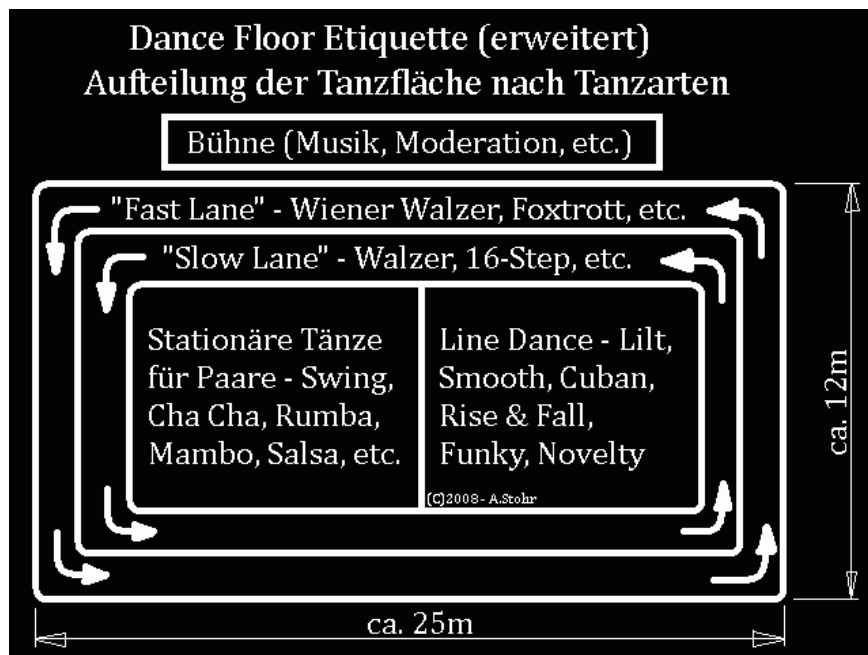 Dance Floor Etiquette (erweitert)
Aufteilung der Tanzfläche nach Tanzarten
Bühne (Musik, Moderation, etc.)
"Fast Lane" - Wiener Walzer, Foxtrott, etc.
"Slow Lane" - Walzer, 16-Step, etc.
Stationäre Tänze
für Paare - Swing,
Cha Cha, Rumba,
Mambo, Salsa, etc.
Line Dance - Lilt,
Smooth, Cuban,
Rise & Fall,
Funky, Novelty
(C)2008 - A.Stohr
ca. 12m
ca. 25m